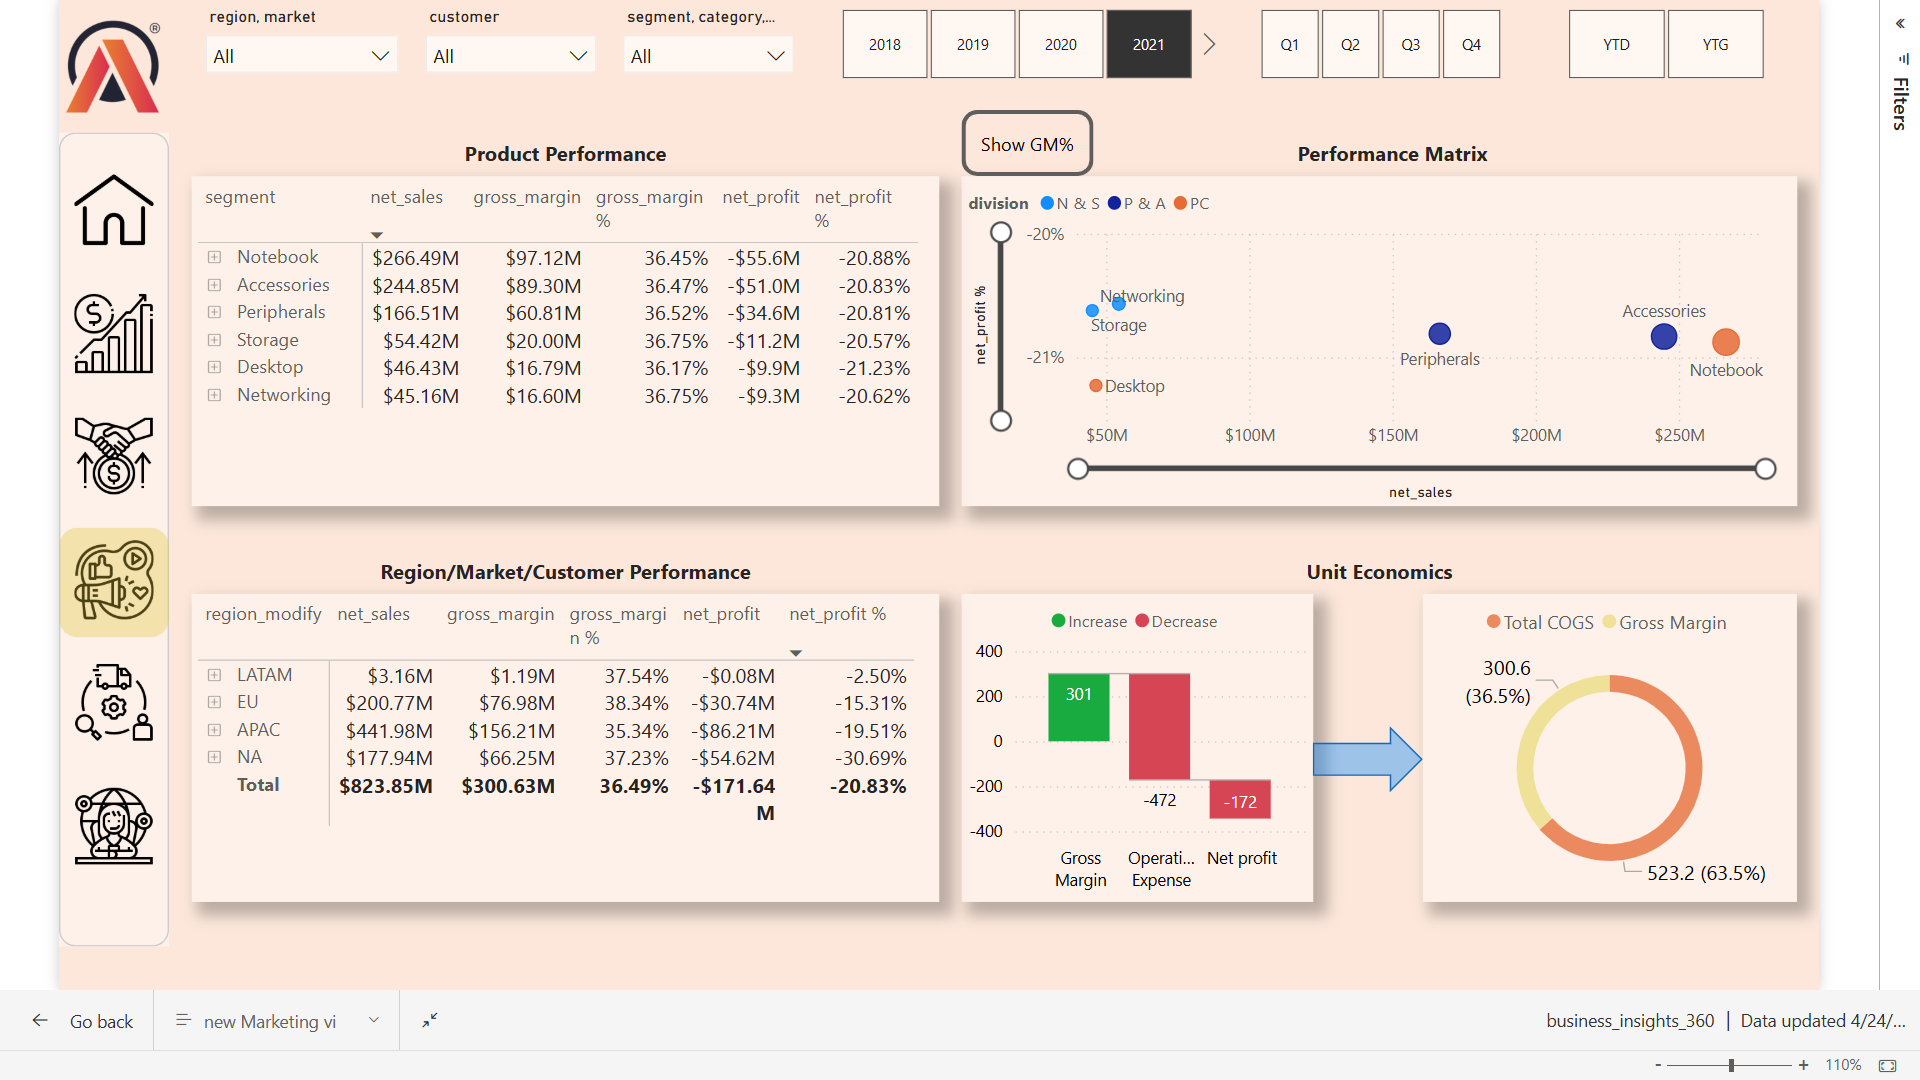 region, market
customer
segment, category,...
All
All
All
2018
2019
2020
2021
Q1
Q2
Q3
Q4
YTD
YTG
Filters
®
Show GM%
Product Performance
segment net_sales gross_margin gross_margin % net_profit net_profit %
Notebook $266.49M $97.12M 36.45% -$55.6M -20.88%
Accessories $244.85M $89.30M 36.47% -$51.0M -20.83%
Peripherals $166.51M $60.81M 36.52% -$34.6M -20.81%
Storage $54.42M $20.00M 36.75% -$11.2M -20.57%
Desktop $46.43M $16.79M 36.17% -$9.9M -21.23%
Networking $45.16M $16.60M 36.75% -$9.3M -20.62%
Performance Matrix
division N & S P & A PC
net_profit %
-20%
-21%
Networking
Storage
Desktop
Peripherals
Accessories
Notebook
$50M $100M $150M $200M $250M
net_sales
Region/Market/Customer Performance
region_modify net_sales gross_margin gross_margi
n % net_profit net_profit %
LATAM $3.16M $1.19M 37.54% -$0.08M -2.50%
EU $200.77M $76.98M 38.34% -$30.74M -15.31%
APAC $441.98M $156.21M 35.34% -$86.21M -19.51%
NA $177.94M $66.25M 37.23% -$54.62M -30.69%
Total $823.85M $300.63M 36.49% -$171.64
M -20.83%
Unit Economics
Increase Decrease
400
200
0
-200
-400
301
-472
-172
Gross
Margin
Operati...
Expense
Net profit
Total COGS Gross Margin
300.6
(36.5%)
523.2 (63.5%)
Go back
new Marketing vi
business_insights_360 | Data updated 4/24/...
- + 110%